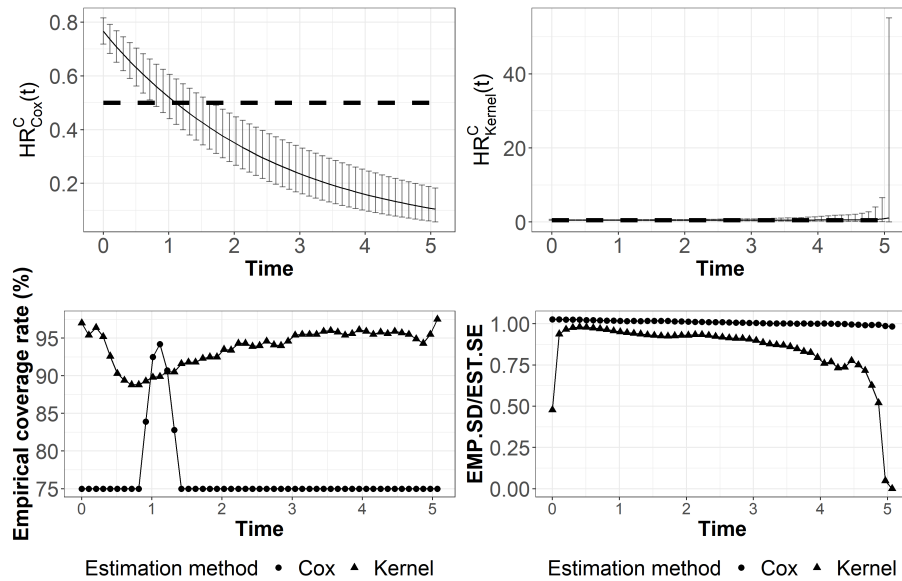 0.8
0.6
0.4
0.2
HR^C_Cox(t)
0 1 2 3 4 5
Time
40
20
0
HR^C_Kernel(t)
0 1 2 3 4 5
Time
95
90
85
80
75
Empirical coverage rate (%)
0 1 2 3 4 5
Time
1.00
0.75
0.50
0.25
0.00
EMP.SD/EST.SE
0 1 2 3 4 5
Time
Estimation method Cox Kernel
Estimation method Cox Kernel